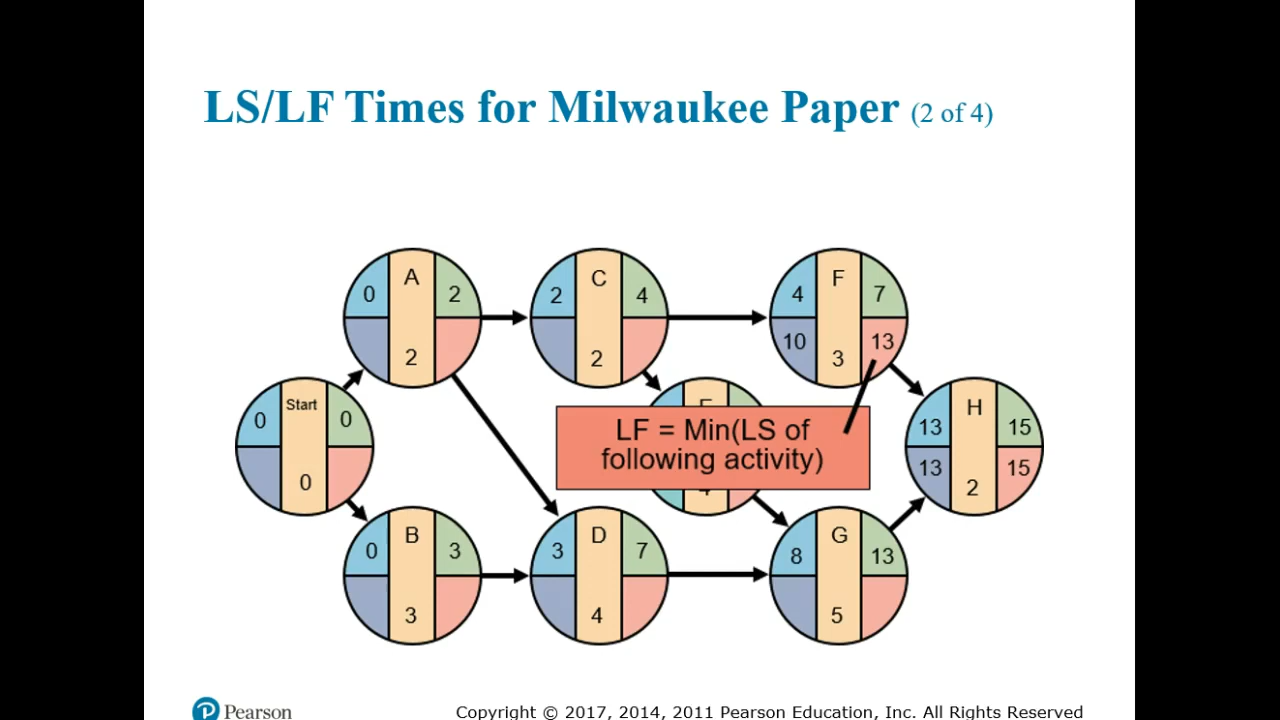 LS/LF Times for Milwaukee Paper (2 of 4)
A
0
2
2
C
2
4
2
F
4
7
10
13
3
Start
0
0
0
LF = Min(LS of
following activity)
H
13
15
13
15
2
B
0
3
3
D
3
7
4
G
8
13
5
Pearson
Copyright © 2017, 2014, 2011 Pearson Education, Inc. All Rights Reserved